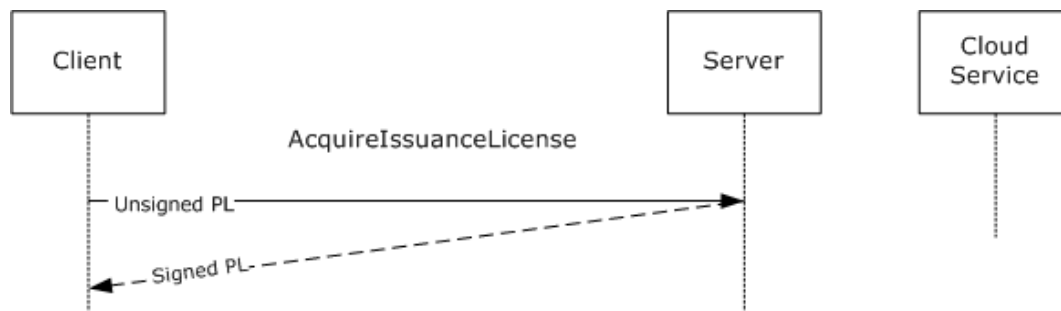 Client
Server
Cloud
Service
AcquireIssuanceLicense
Unsigned PL
Signed PL